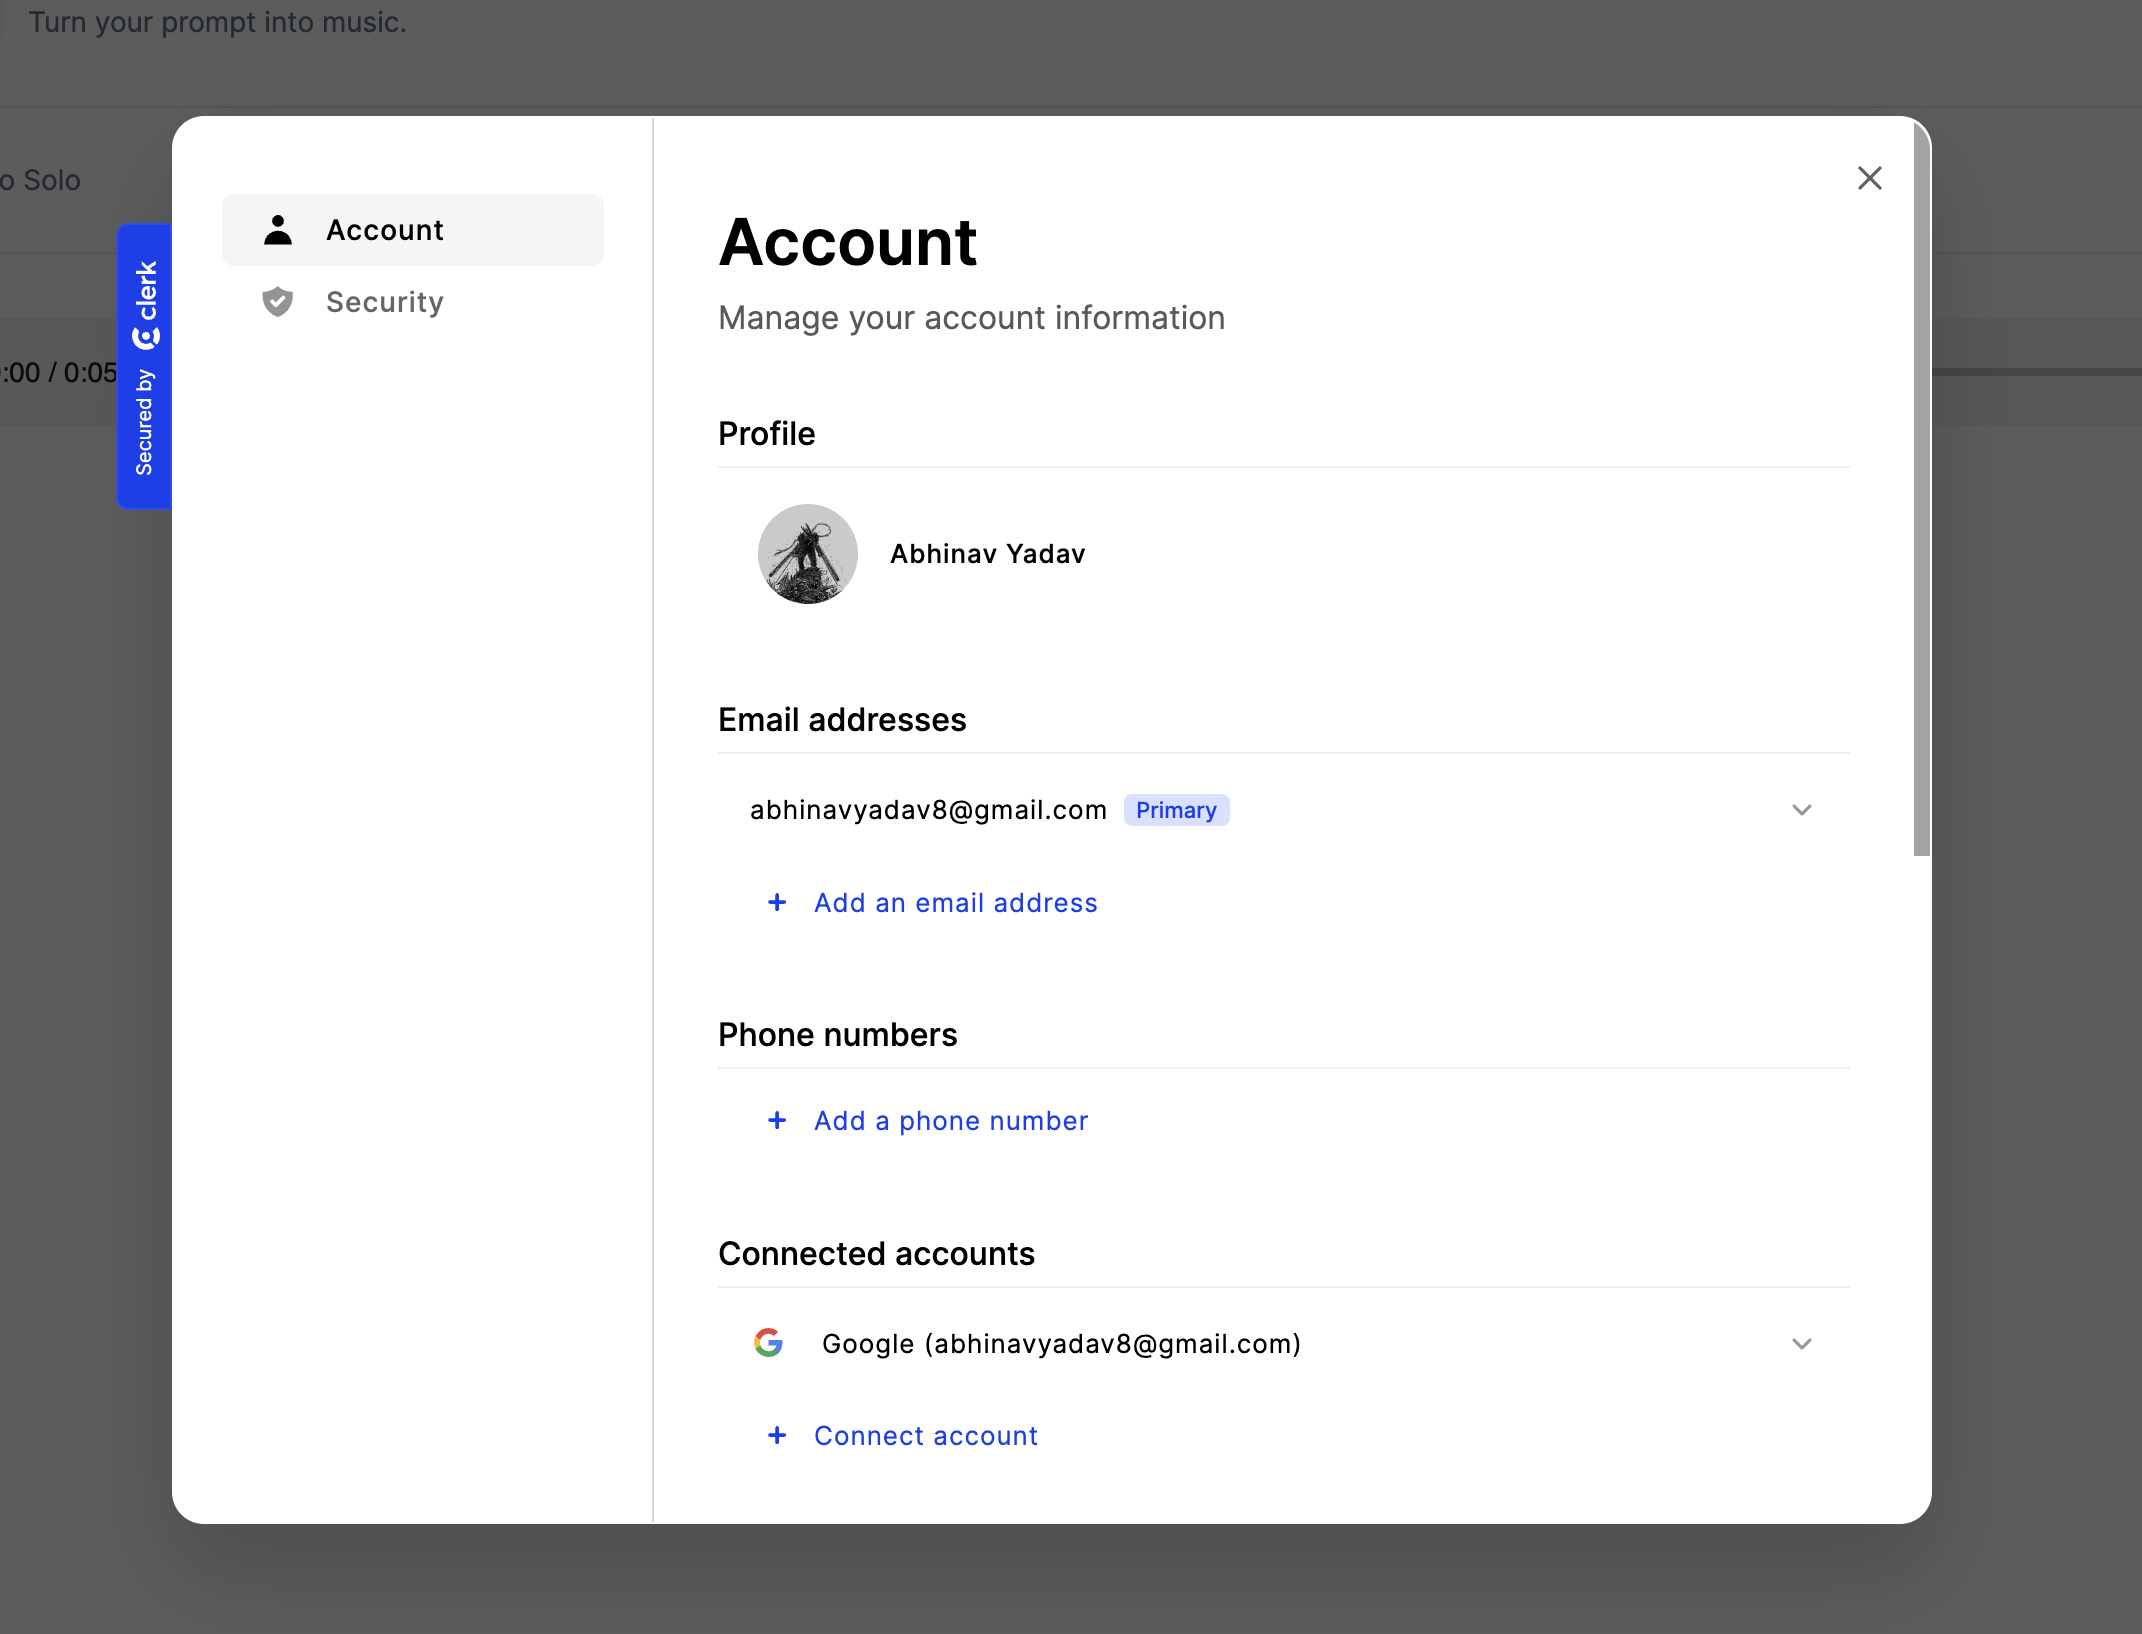 Turn your prompt into music.
o Solo
:00 / 0:05
Secured by clerk
Account
Security
Account
Manage your account information
Profile
Abhinav Yadav
Email addresses
abhinavyadav8@gmail.com Primary
+ Add an email address
Phone numbers
+ Add a phone number
Connected accounts
Google (abhinavyadav8@gmail.com)
+ Connect account